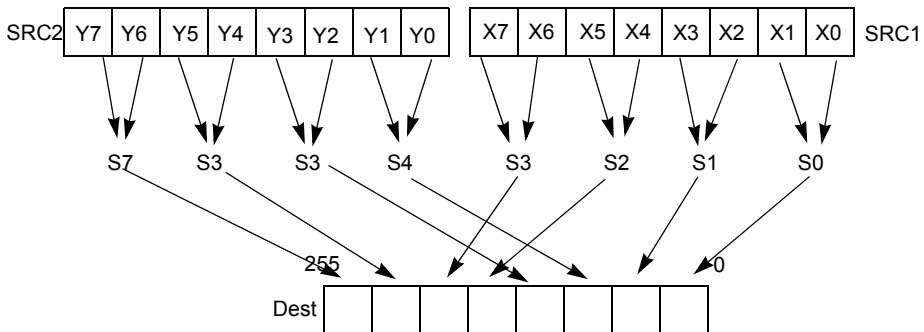 SRC2 Y7 Y6 Y5 Y4 Y3 Y2 Y1 Y0 X7 X6 X5 X4 X3 X2 X1 X0 SRC1
S7 S3 S3 S4 S3 S2 S1 S0
255 0
Dest